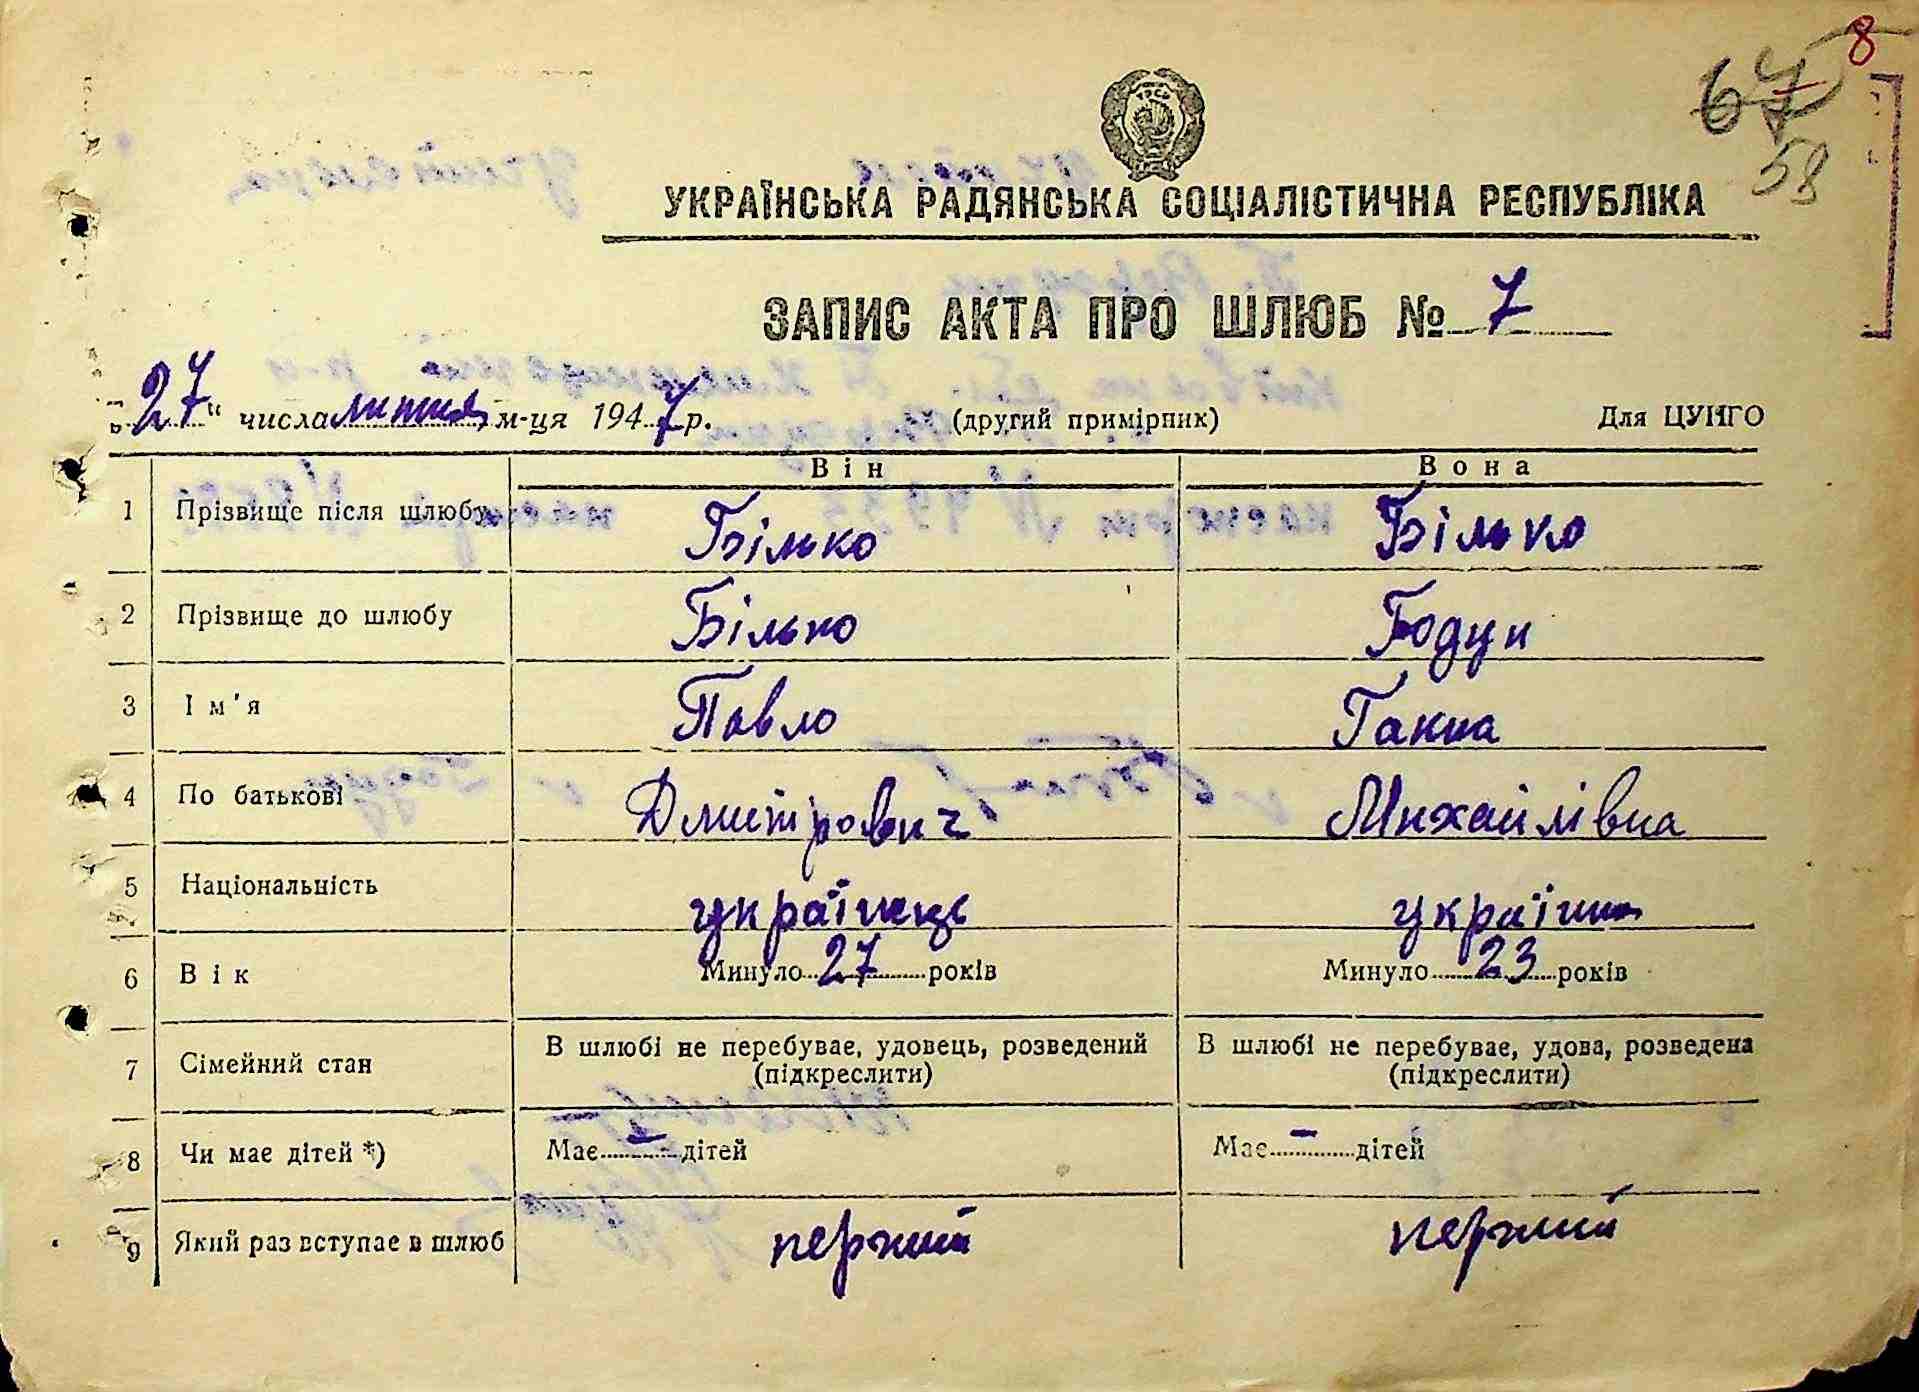 8
67
58
УКРАЇНСЬКА РАДЯНСЬКА СОЦІАЛІСТИЧНА РЕСПУБЛІКА
ЗАПИС АКТА ПРО ШЛЮБ № 7
"27" числа лютня м-ця 1947 р. (другий примірник) Для ЦУНГО
Він Вона
1 Прізвище після шлюбу Білько Білько
2 Прізвище до шлюбу Білько Бодун
3 Ім'я Павло Ганна
4 По батькові Дмитрович Михайлівна
5 Національність українець українка
6 Вік Минуло 27 років Минуло 23 років
7 Сімейний стан В шлюбі не перебуває, удовець, розведений (підкреслити) В шлюбі не перебуває, удова, розведена (підкреслити)
8 Чи має дітей *) Має - дітей Має - дітей
9 Який раз вступає в шлюб перший перший